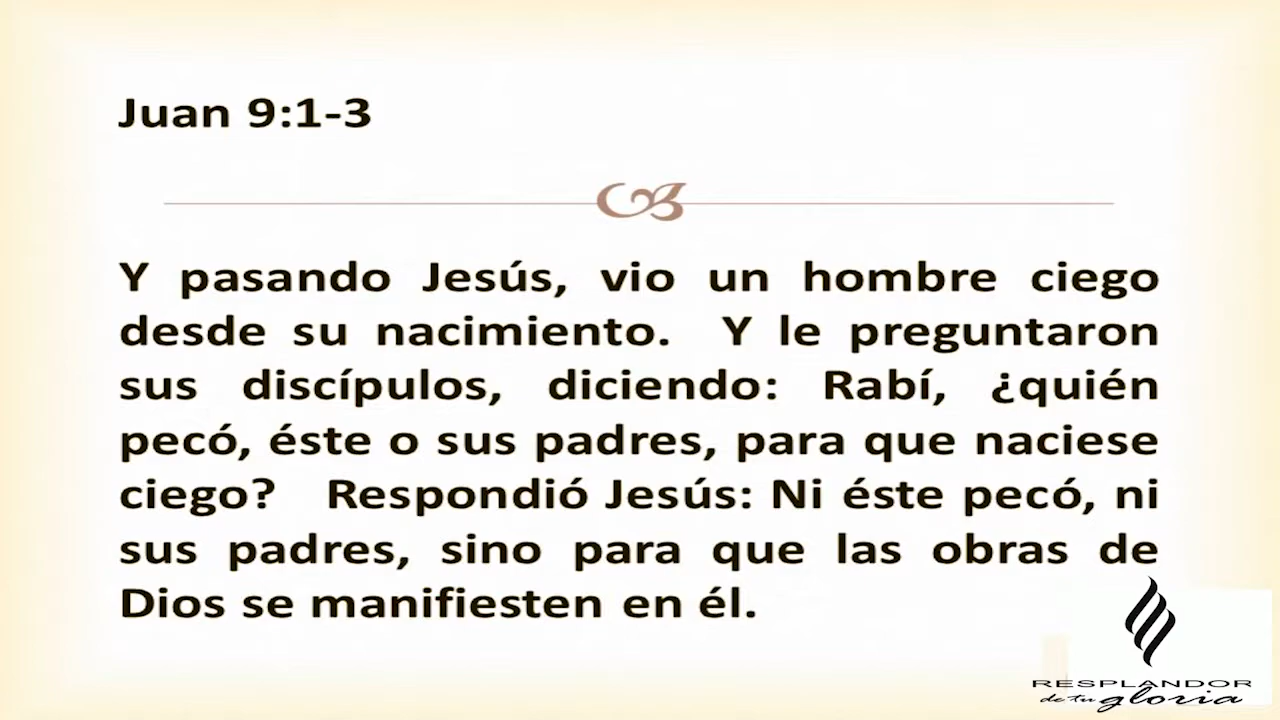 Juan 9:1-3
Y pasando Jesús, vio un hombre ciego
desde su nacimiento. Y le preguntaron
sus discípulos, diciendo: Rabí, ¿quién
pecó, éste o sus padres, para que naciese
ciego? Respondió Jesús: Ni éste pecó, ni
sus padres, sino para que las obras de
Dios se manifiesten en él.
RESPLANDOR
de tu gloria